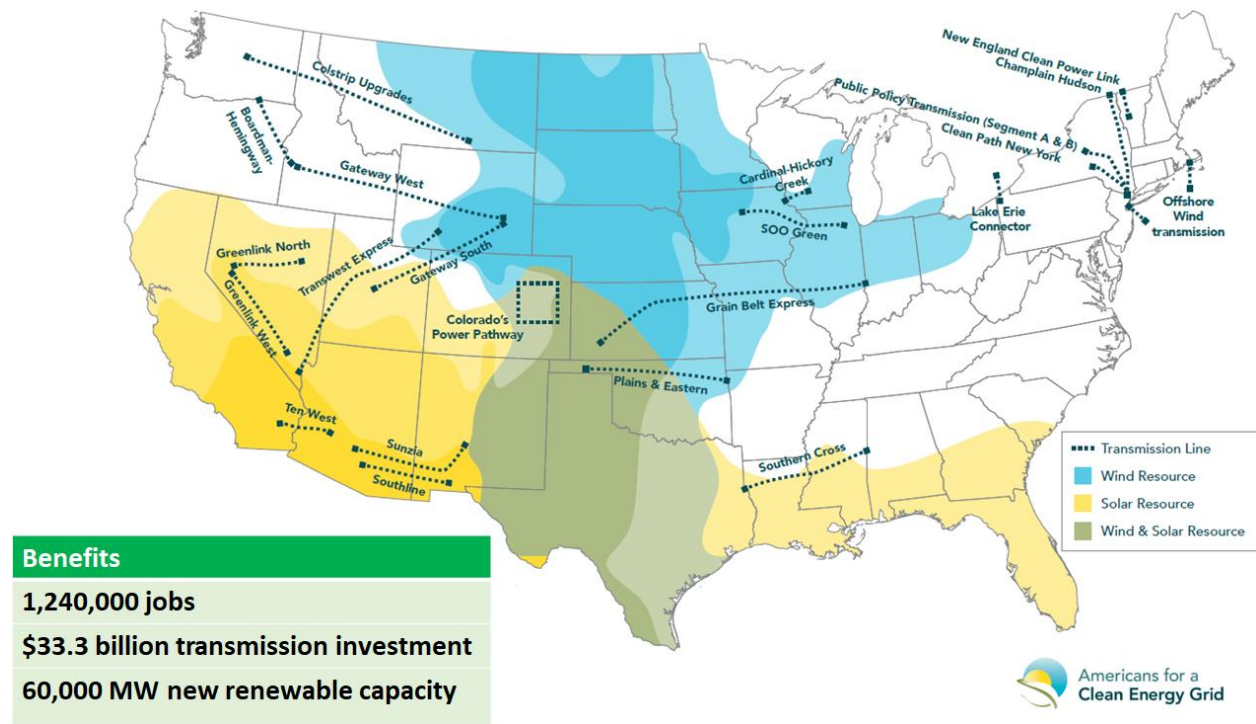 New England Clean Power Link
Champlain Hudson
Public Policy Transmission (Segment A & B)
Clean Path New York
Colstrip Upgrades
Boardman-
Hemingway
Gateway West
Cardinal-Hickory
Creek
SOO Green
Lake Erie
Connector
Offshore
Wind
transmission
Greenlink North
Transwest Express
Gateway South
Greenlink West
Colorado's
Power Pathway
Grain Belt Express
Plains & Eastern
Ten West
Sunzia
Southline
Southern Cross
Transmission Line
Wind Resource
Solar Resource
Wind & Solar Resource
Benefits
1,240,000 jobs
$33.3 billion transmission investment
60,000 MW new renewable capacity
Americans for a
Clean Energy Grid